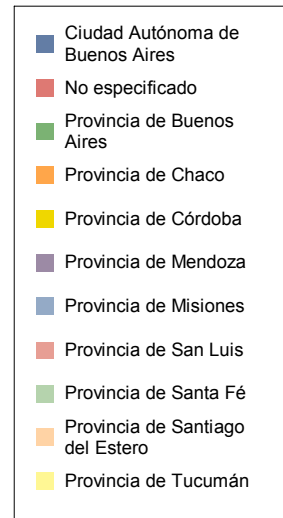 Ciudad Autónoma de
Buenos Aires
No especificado
Provincia de Buenos
Aires
Provincia de Chaco
Provincia de Córdoba
Provincia de Mendoza
Provincia de Misiones
Provincia de San Luis
Provincia de Santa Fé
Provincia de Santiago
del Estero
Provincia de Tucumán